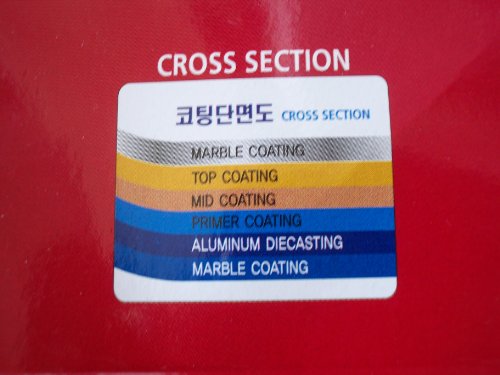 CROSS SECTION
코팅단면도 CROSS SECTION
MARBLE COATING
TOP COATING
MID COATING
PRIMER COATING
ALUMINUM DIECASTING
MARBLE COATING